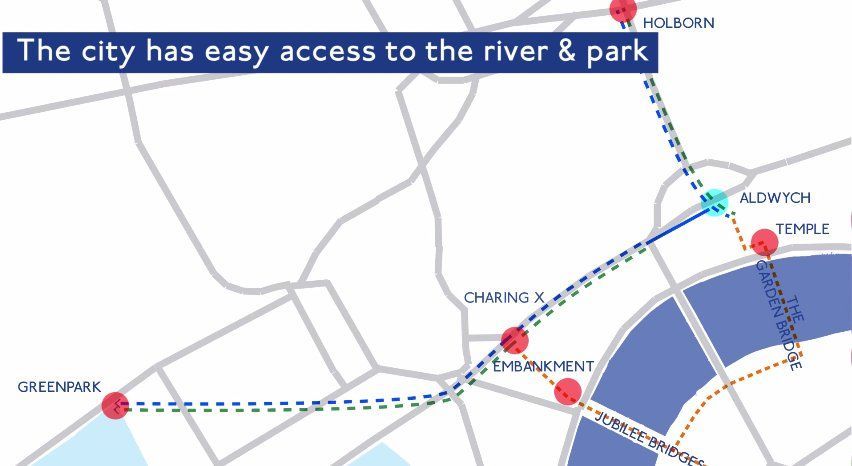 HOLBORN
The city has easy access to the river & park
ALDWYCH
TEMPLE
THE
GARDEN BRIDGE
CHARING X
EMBANKMENT
GREENPARK
JUBILEE BRIDGES